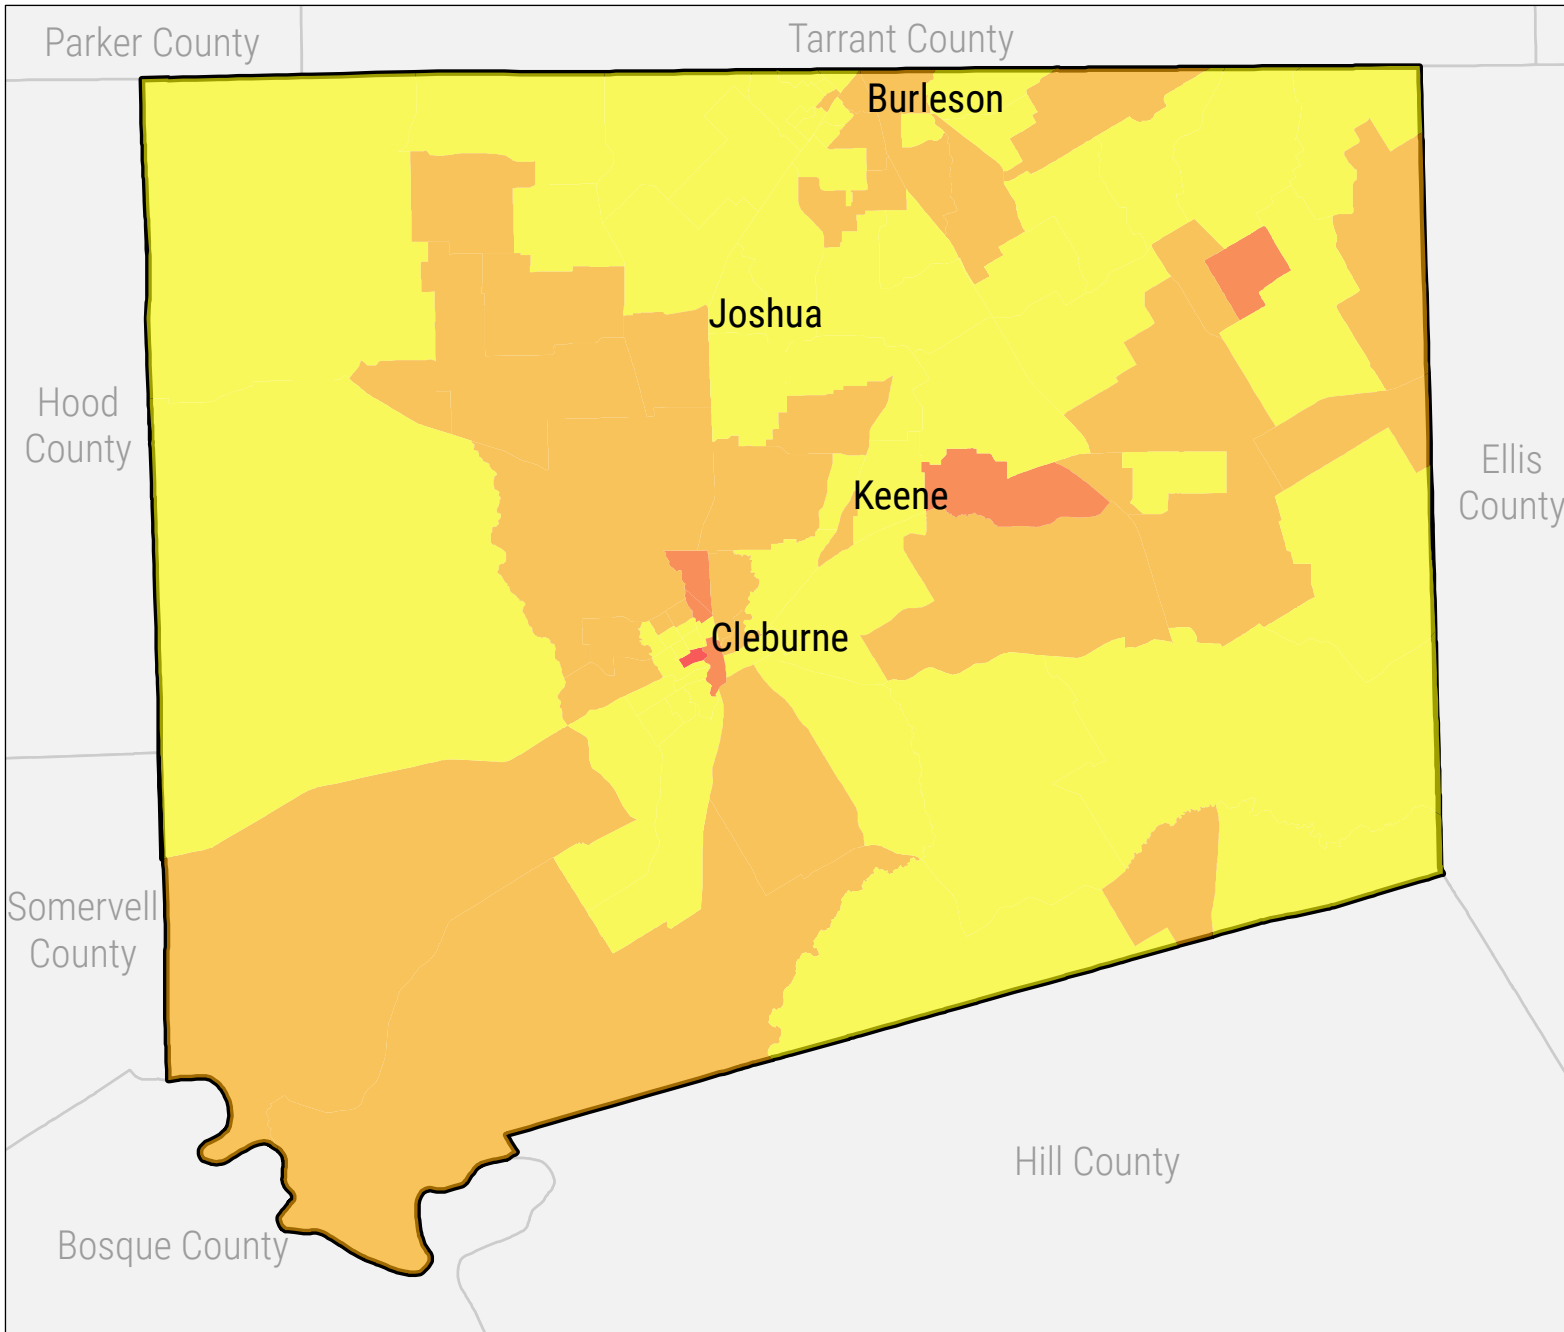 Parker County
Tarrant County
Burleson
Joshua
Hood
County
Ellis
County
Keene
Cleburne
Somervell
County
Hill County
Bosque County